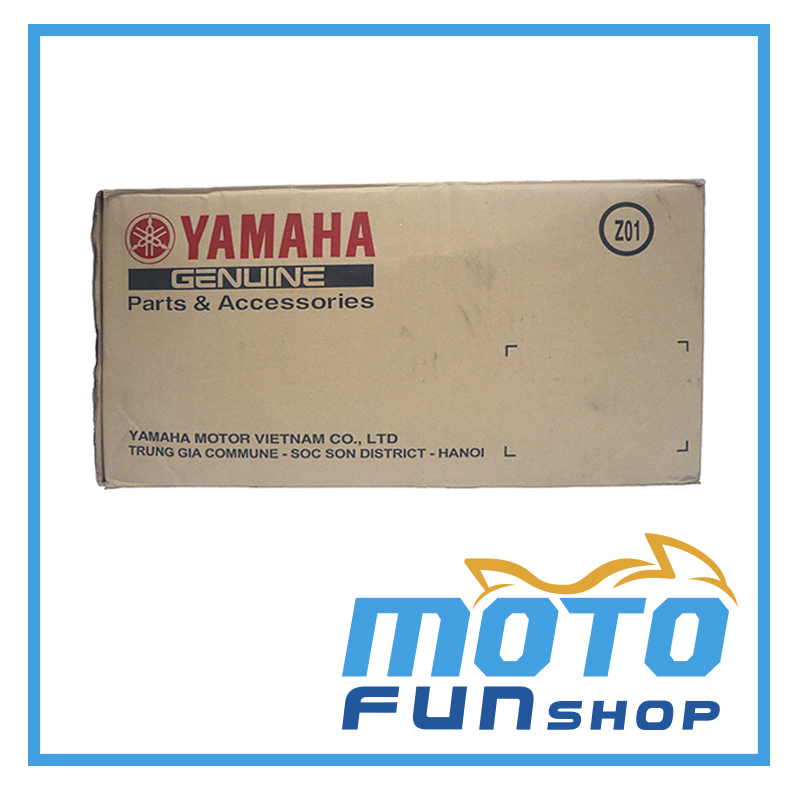 YAMAHA
GENUINE
Parts & Accessories
Z01
YAMAHA MOTOR VIETNAM CO., LTD
TRUNG GIA COMMUNE - SOC SON DISTRICT - HANOI
MOTO
FUN SHOP